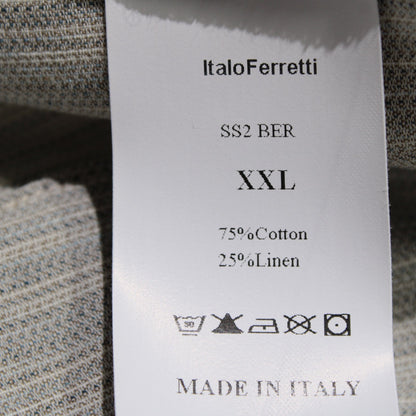 ItaloFerretti
SS2 BER
XXL
75%Cotton
25%Linen
MADE IN ITALY